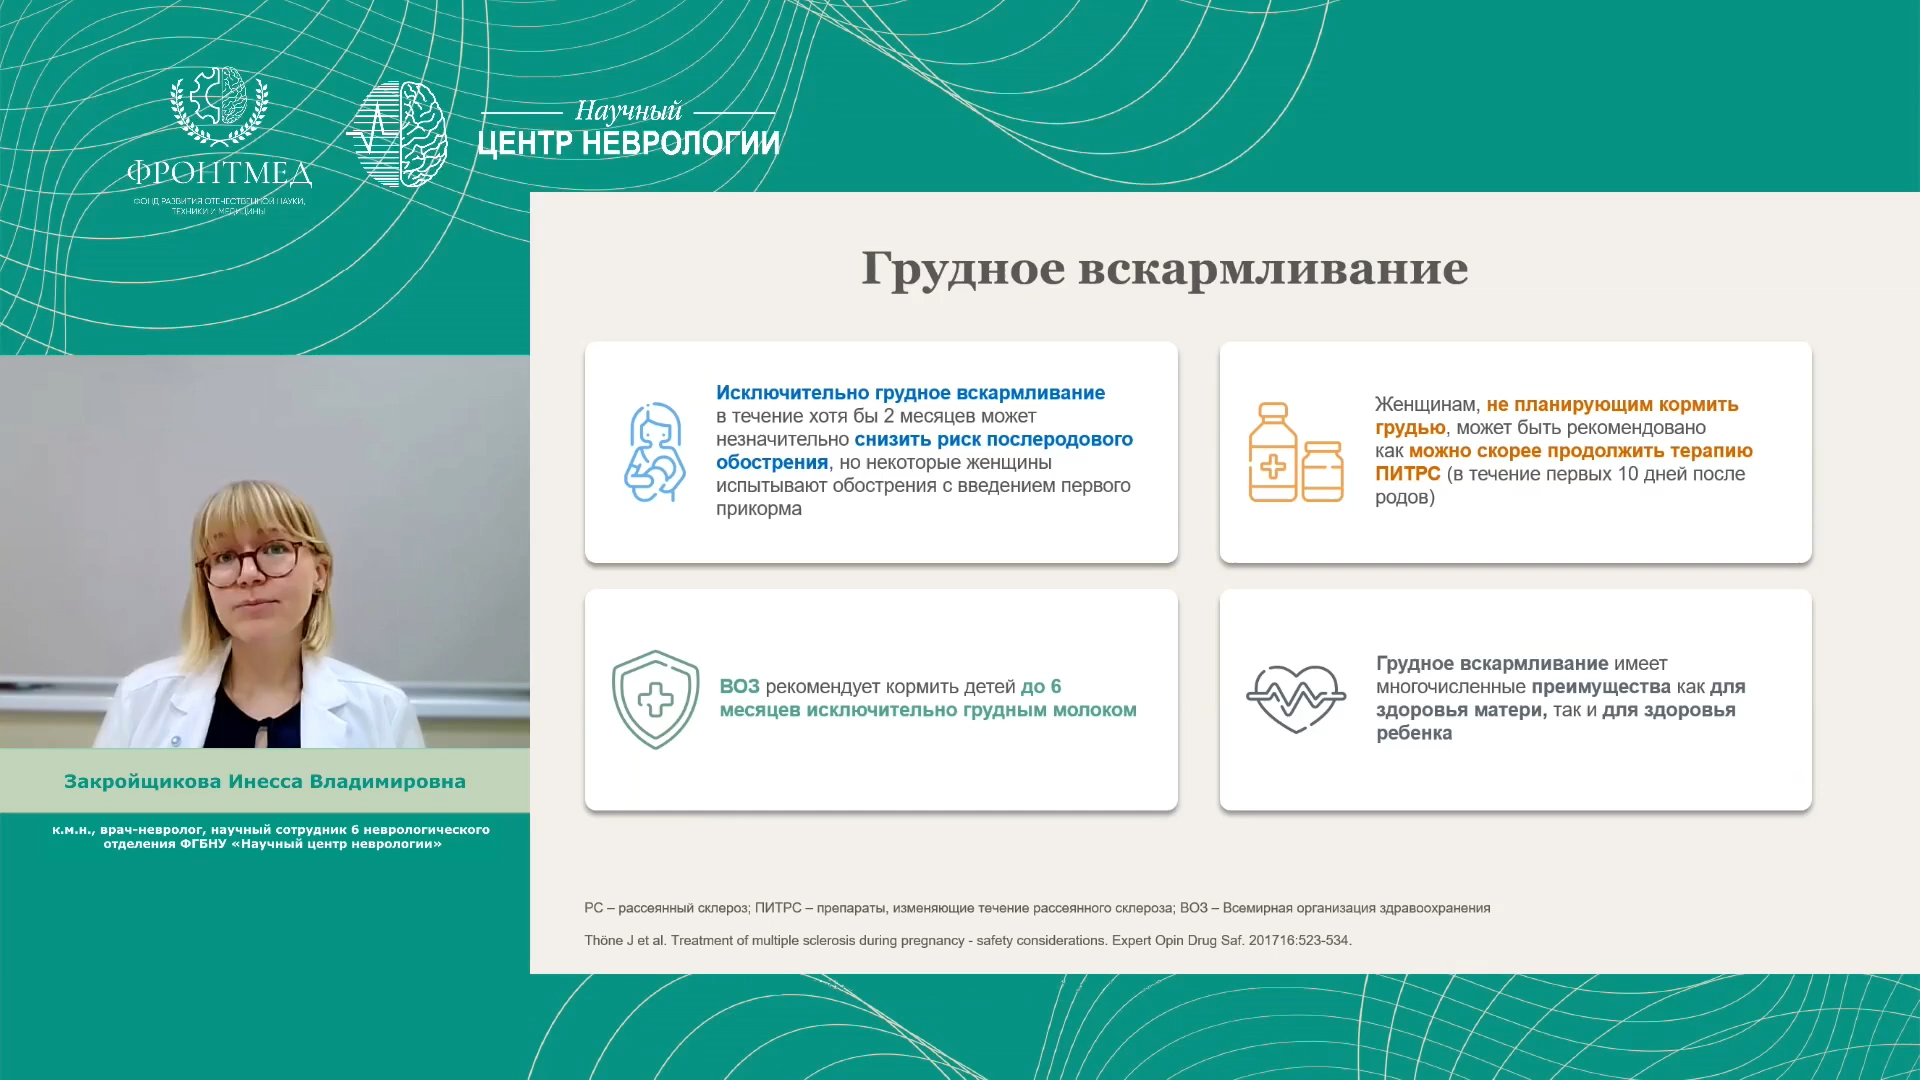 ФРОНТМЕД
ФОНД РАЗВИТИЯ ОТЕЧЕСТВЕННОЙ НАУКИ,
ТЕХНИКИ И МЕДИЦИНЫ
Научный
ЦЕНТР НЕВРОЛОГИИ
Грудное вскармливание
Исключительно грудное вскармливание
в течение хотя бы 2 месяцев может
незначительно снизить риск послеродового
обострения, но некоторые женщины
испытывают обострения с введением первого
прикорма
Женщинам, не планирующим кормить
грудью, может быть рекомендовано
как можно скорее продолжить терапию
ПИТРС (в течение первых 10 дней после
родов)
ВОЗ рекомендует кормить детей до 6
месяцев исключительно грудным молоком
Грудное вскармливание имеет
многочисленные преимущества как для
здоровья матери, так и для здоровья
ребенка
РС – рассеянный склероз; ПИТРС – препараты, изменяющие течение рассеянного склероза; ВОЗ – Всемирная организация здравоохранения
Thöne J et al. Treatment of multiple sclerosis during pregnancy - safety considerations. Expert Opin Drug Saf. 201716:523-534.
Закройщикова Инесса Владимировна
к.м.н., врач-невролог, научный сотрудник 6 неврологического
отделения ФГБНУ «Научный центр неврологии»